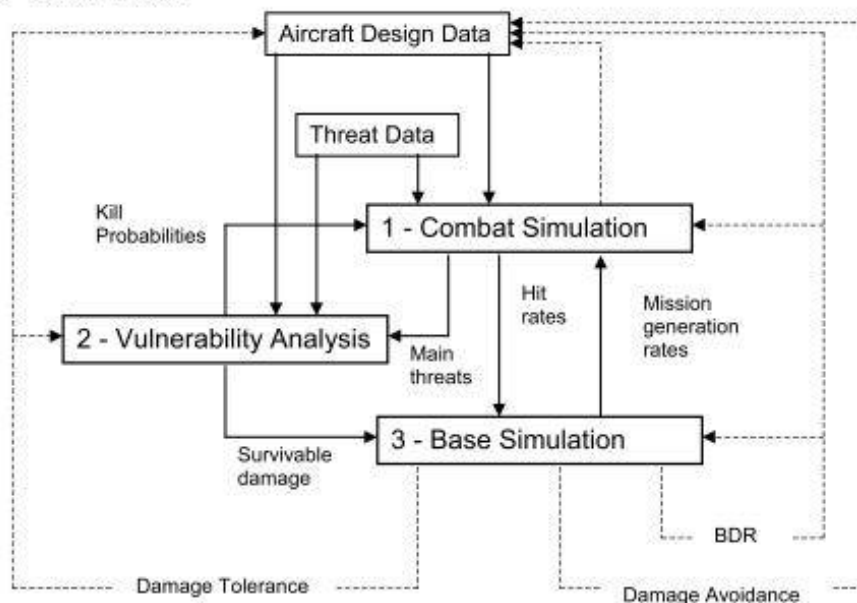 Aircraft Design Data
Threat Data
Kill
Probabilities
1 - Combat Simulation
Hit
rates
Mission
generation
rates
2 - Vulnerability Analysis
Main
threats
3 - Base Simulation
Survivable
damage
BDR
Damage Tolerance
Damage Avoidance